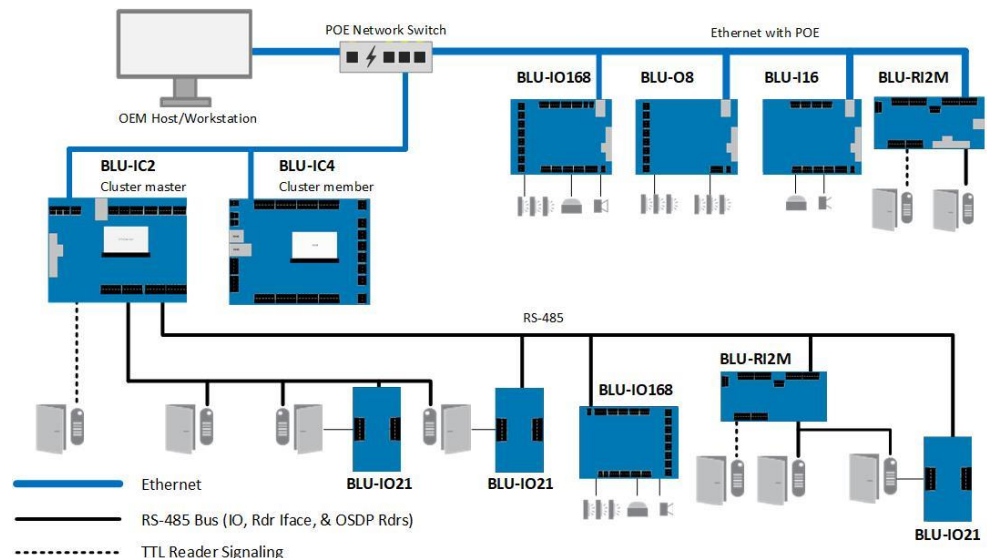 POE Network Switch
Ethernet with POE
OEM Host/Workstation
BLU-IO168
BLU-O8
BLU-I16
BLU-RI2M
BLU-IC2
Cluster master
BLU-IC4
Cluster member
RS-485
BLU-RI2M
BLU-IO168
BLU-IO21
BLU-IO21
BLU-IO21
Ethernet
RS-485 Bus (IO, Rdr Iface, & OSDP Rdrs)
TTL Reader Signaling